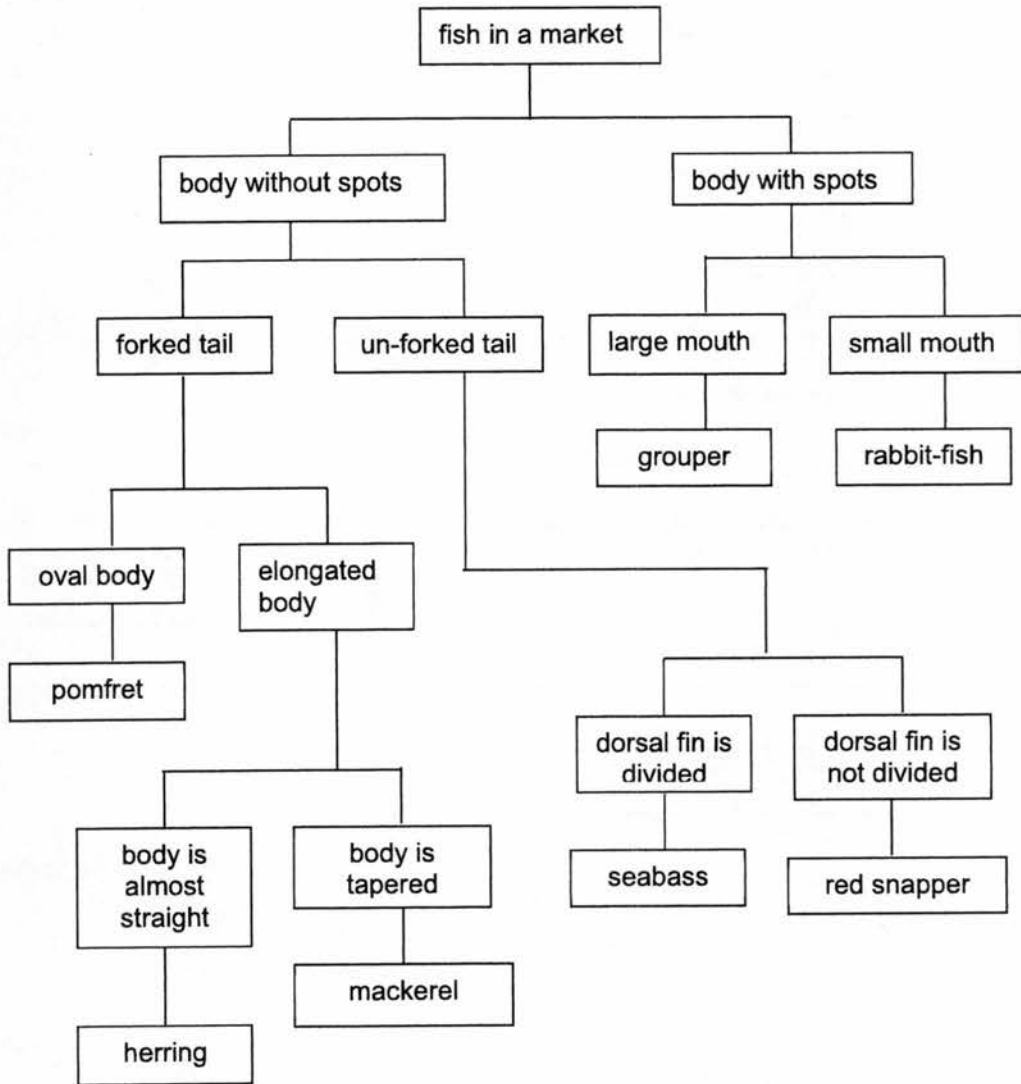 fish in a market
body without spots
body with spots
forked tail
un-forked tail
large mouth
small mouth
grouper
rabbit-fish
oval body
elongated
body
pomfret
dorsal fin is
divided
dorsal fin is
not divided
body is
almost
straight
body is
tapered
seabass
red snapper
mackerel
herring